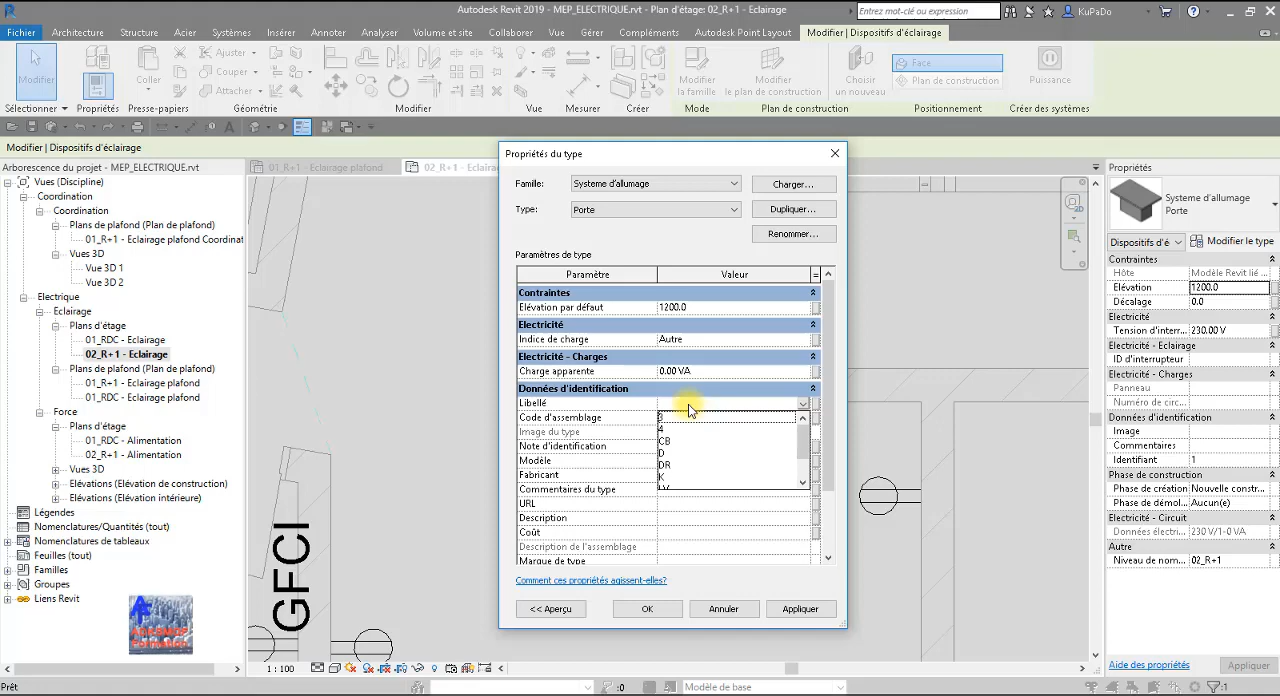 Autodesk Revit 2019 - MEP_ELECTRIQUE.rvt - Plan d'étage: 02_R+1 - Eclairage
Entrez mot-clé ou expression
KuPaDo
Fichier Architecture Structure Acier Systèmes Insérer Annoter Analyser Volume et site Collaborer Vue Gérer Compléments Autodesk Point Layout Modifier | Dispositifs d'éclairage
Modifier
Coller
Ajuster
Couper
Attacher
Modifier la famille
Modifier le plan de construction
Choisir un nouveau
Face
Plan de construction
Puissance
Sélectionner Propriétés Presse-papiers Géométrie Modifier Vue Mesurer Créer Mode Plan de construction Positionnement Créer des systèmes
Modifier | Dispositifs d'éclairage
Arborescence du projet - MEP_ELECTRIQUE.rvt
Vues (Discipline)
Coordination
Coordination
Plans de plafond (Plan de plafond)
01_R+1 - Eclairage plafond Coordinat
Vues 3D
Vue 3D 1
Vue 3D 2
Electrique
Eclairage
Plans d'étage
01_RDC - Eclairage
02_R+1 - Eclairage
Plans de plafond (Plan de plafond)
01_R+1 - Eclairage plafond
01_R+1 - Eclairage plafond
Force
Plans d'étage
01_RDC - Alimentation
02_R+1 - Alimentation
Vues 3D
Elévations (Elévation de construction)
Elévations (Elévation intérieure)
Légendes
Nomenclatures/Quantités (tout)
Nomenclatures de tableaux
Feuilles (tout)
Familles
Groupes
Liens Revit
01_R+1 - Eclairage plafond
02_R+1 - Eclaira
GFCI
Propriétés du type
Famille: Systeme d'allumage Charger...
Type: Porte Dupliquer...
Renommer...
Paramètres de type
Paramètre Valeur =
Contraintes
Elévation par défaut 1200.0
Electricité
Indice de charge Autre
Electricité - Charges
Charge apparente 0.00 VA
Données d'identification
Libellé
Code d'assemblage
Image du type
Note d'identification
Modèle
Fabricant
Commentaires du type
URL
Description
Coût
Description de l'assemblage
Marque de type
3
4
CB
D
DR
K
Comment ces propriétés agissent-elles?
<< Aperçu OK Annuler Appliquer
Propriétés
Systeme d'allumage
Porte
Dispositifs d'é Modifier le type
Contraintes
Hôte Modèle Revit lié ...
Elévation 1200.0
Décalage 0.0
Electricité
Tension d'interr... 230.00 V
Electricité - Eclairage
ID d'interrupteur
Electricité - Charges
Panneau
Numéro de circ...
Données d'identification
Image
Commentaires
Identifiant 1
Phase de construction
Phase de création Nouvelle constr...
Phase de démol... Aucun(e)
Electricité - Circuit
Données électri... 230 V/1-0 VA
Autre
Niveau de nom... 02_R+1
Aide des propriétés Appliquer
1 : 100
Prêt
:0
Modèle de base
:1